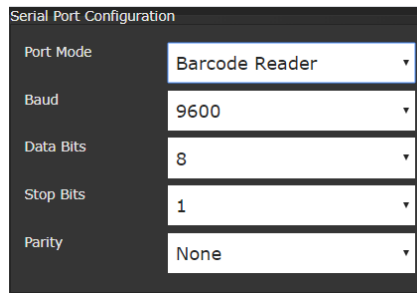 Serial Port Configuration
Port Mode
Barcode Reader
Baud
9600
Data Bits
8
Stop Bits
1
Parity
None